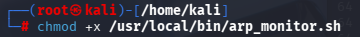 ┌──(root㉿kali)-[/home/kali]
└─# chmod +x /usr/local/bin/arp_monitor.sh